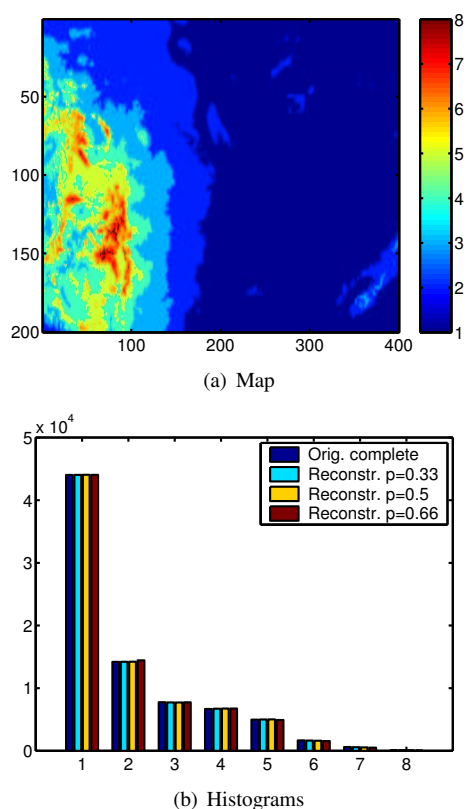 50
100
150
200
100
200
300
400
8
7
6
5
4
3
2
1
(a) Map
x 10^4
5
4
3
2
1
0
Orig. complete
Reconstr. p=0.33
Reconstr. p=0.5
Reconstr. p=0.66
1 2 3 4 5 6 7 8
(b) Histograms